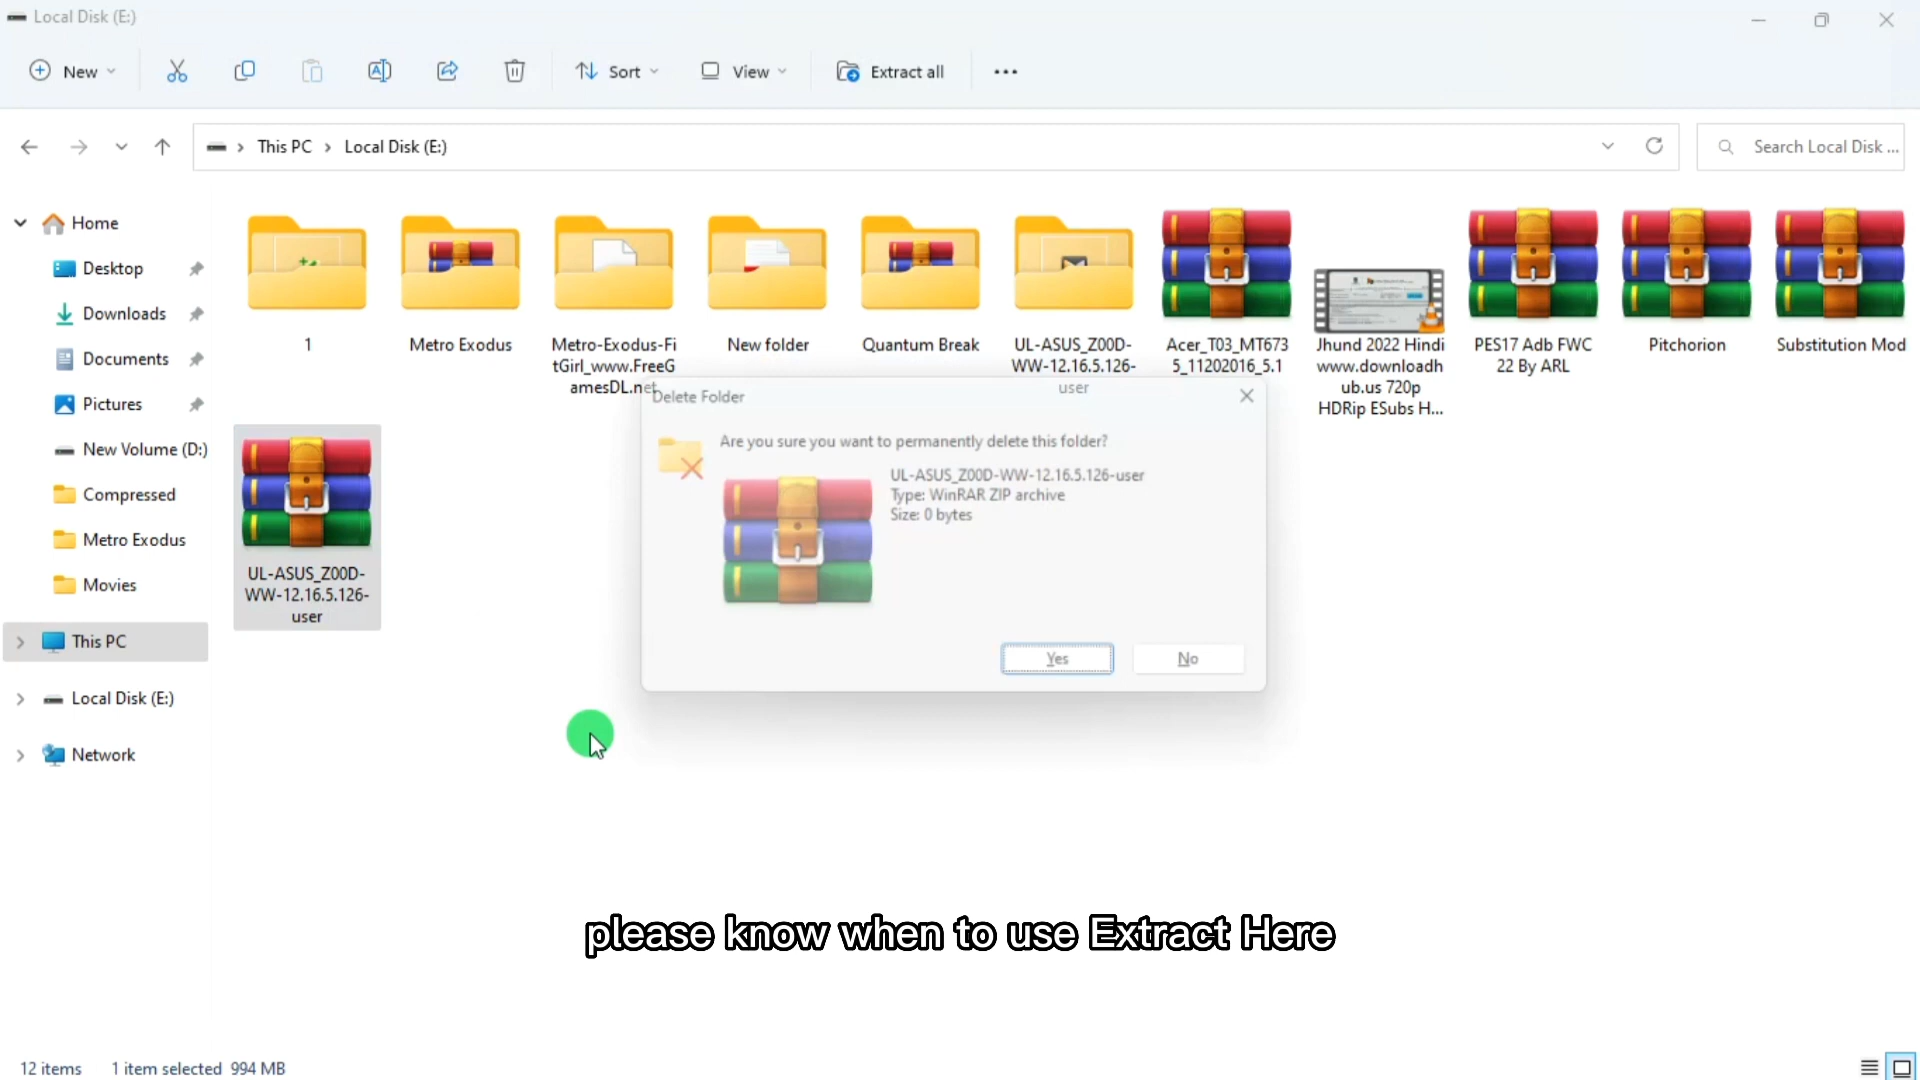 Local Disk (E:)
New
Sort
View
Extract all
This PC
Local Disk (E:)
Search Local Disk ...
Home
Desktop
Downloads
Documents
Pictures
New Volume (D:)
Compressed
Metro Exodus
Movies
This PC
Local Disk (E:)
Network
1
Metro Exodus
Metro-Exodus-Fi
tGirl_www.FreeG
amesDL.net
New folder
Quantum Break
UL-ASUS_Z00D-
WW-12.16.5.126-
user
Acer_T03_MT673
5_11202016_5.1
Jhund 2022 Hindi
www.downloadh
ub.us 720p
HDRip ESubs H...
PES17 Adb FWC
22 By ARL
Pitchorion
Substitution Mod
UL-ASUS_Z00D-
WW-12.16.5.126-
user
Delete Folder
Are you sure you want to permanently delete this folder?
UL-ASUS_Z00D-WW-12.16.5.126-user
Type: WinRAR ZIP archive
Size: 0 bytes
Yes
No
please know when to use Extract Here
12 items
1 item selected 994 MB